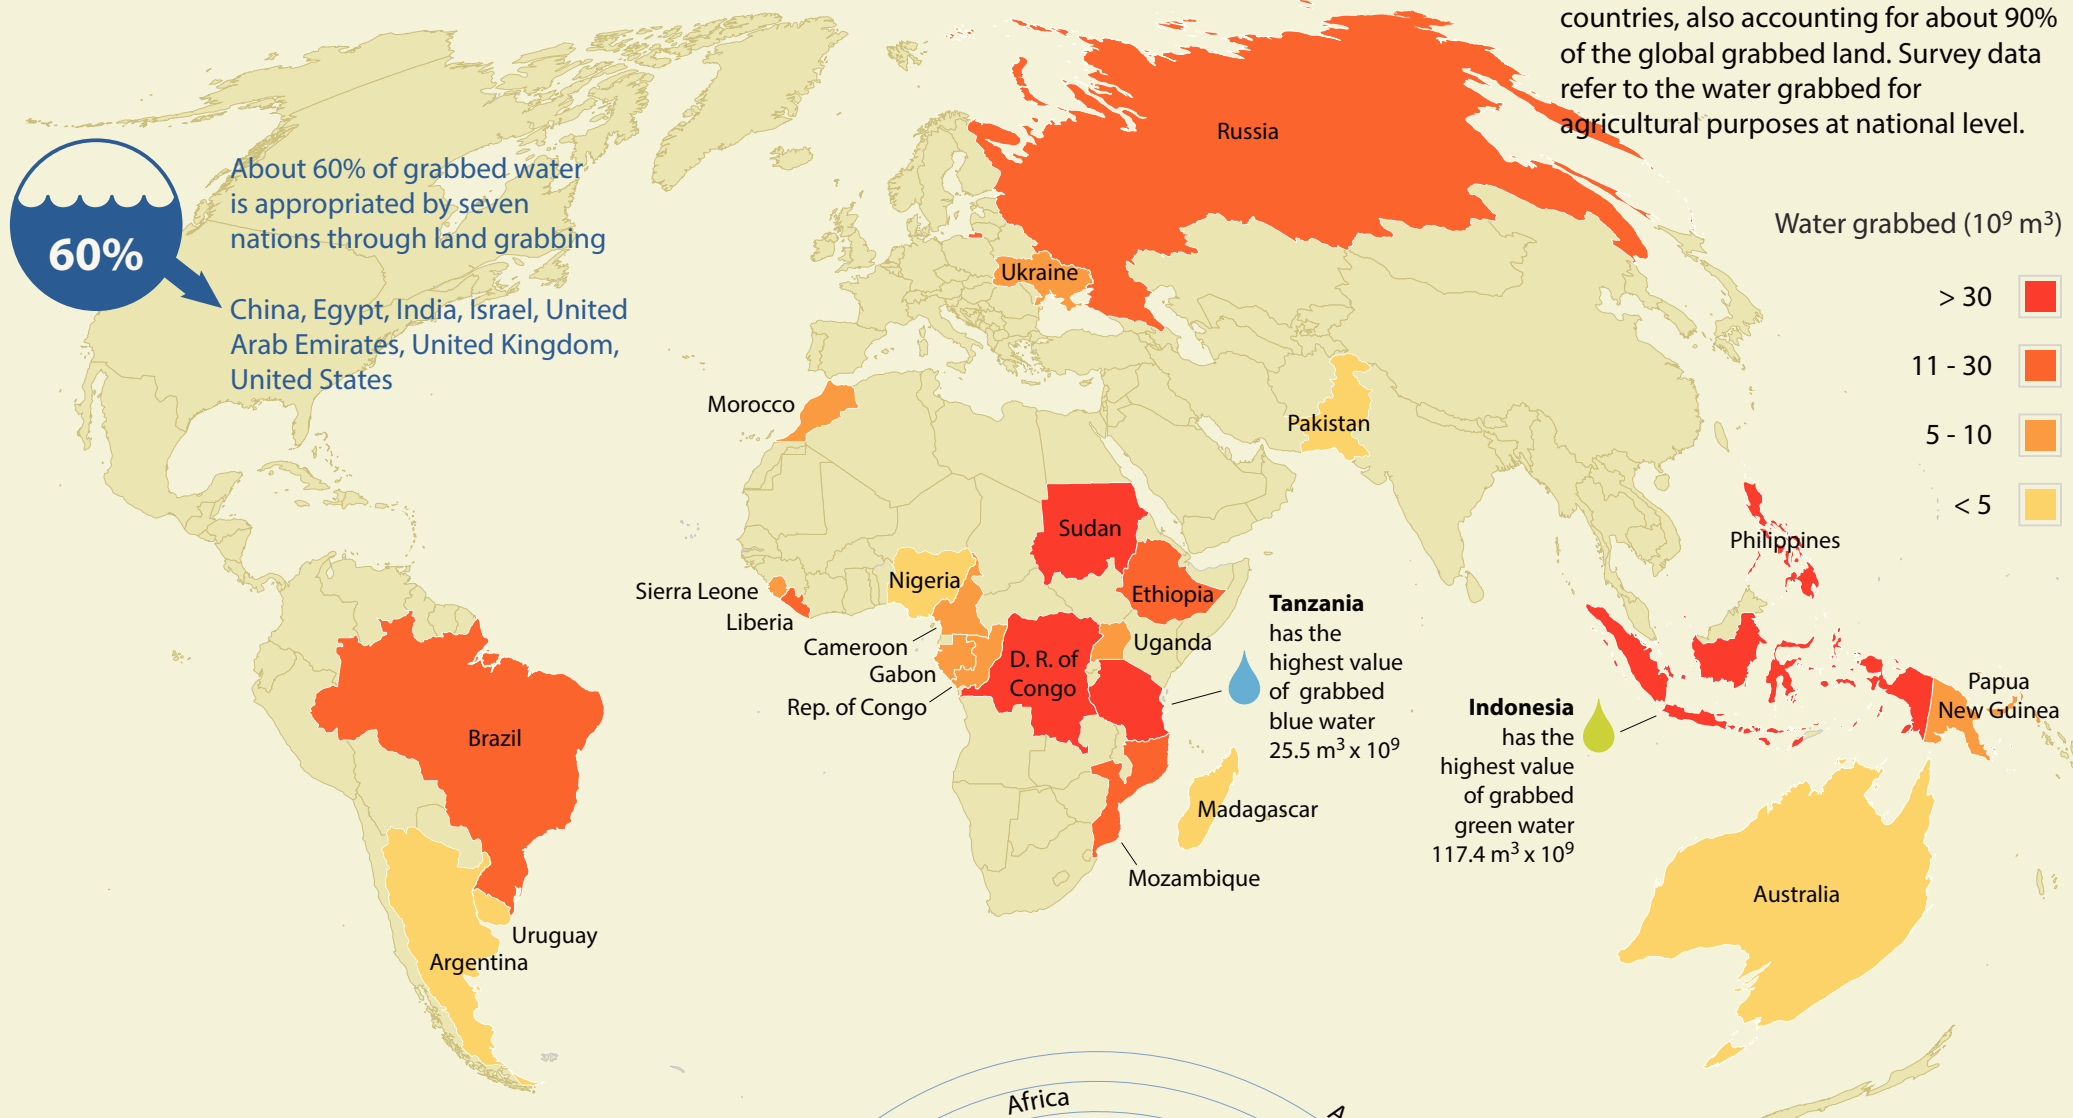 countries, also accounting for about 90%
of the global grabbed land. Survey data
refer to the water grabbed for
agricultural purposes at national level.
About 60% of grabbed water
is appropriated by seven
nations through land grabbing
60%
China, Egypt, India, Israel, United
Arab Emirates, United Kingdom,
United States
Water grabbed (10⁹ m³)
> 30
11 - 30
5 - 10
< 5
Russia
Ukraine
Morocco
Pakistan
Sudan
Philippines
Nigeria
Sierra Leone
Ethiopia
Liberia
Cameroon
Uganda
Gabon
D. R. of
Congo
Rep. of Congo
Tanzania
has the
highest value
of grabbed
blue water
25.5 m³ x 10⁹
Papua
New Guinea
Indonesia
has the
highest value
of grabbed
green water
117.4 m³ x 10⁹
Brazil
Madagascar
Mozambique
Australia
Uruguay
Argentina
Africa
A